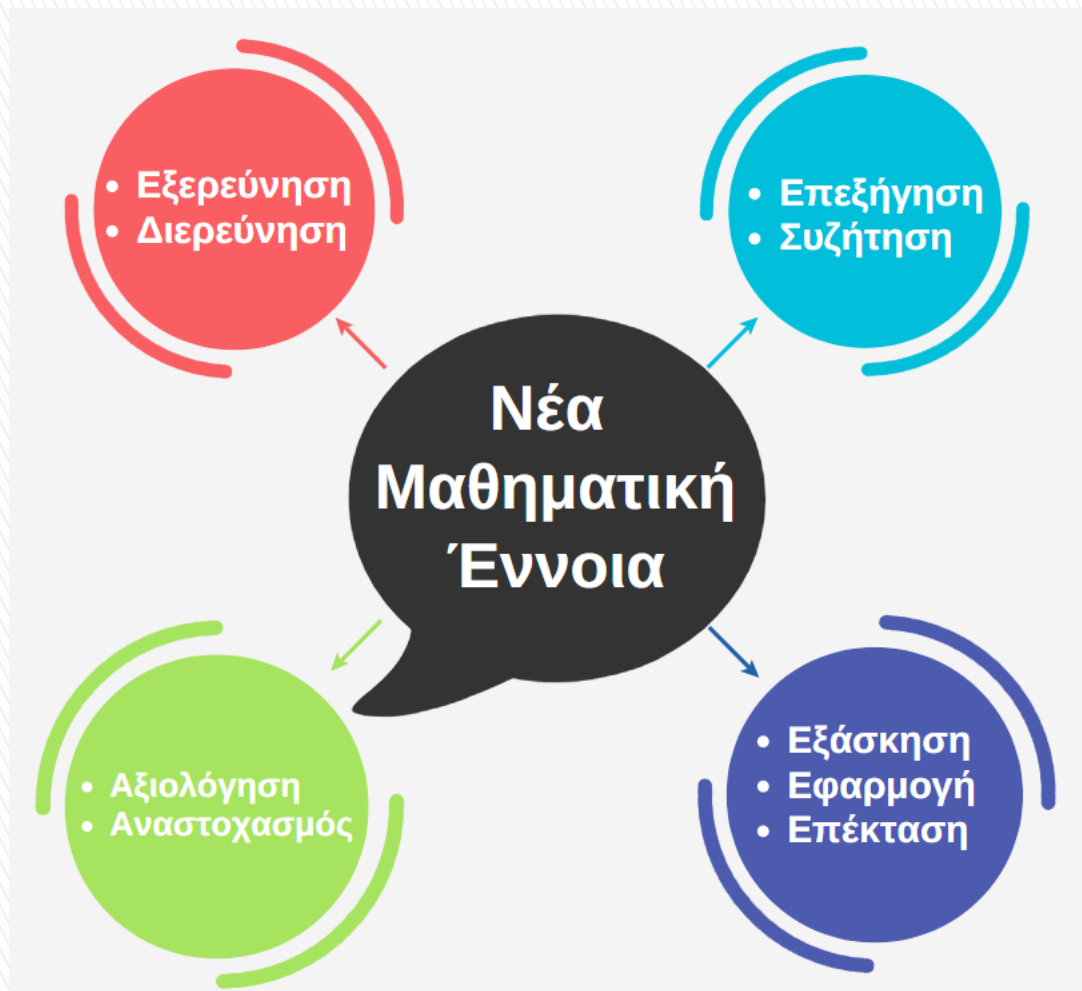 • Εξερεύνηση
• Διερεύνηση
• Επεξήγηση
• Συζήτηση
Νέα
Μαθηματική
Έννοια
• Αξιολόγηση
• Αναστοχασμός
• Εξάσκηση
• Εφαρμογή
• Επέκταση